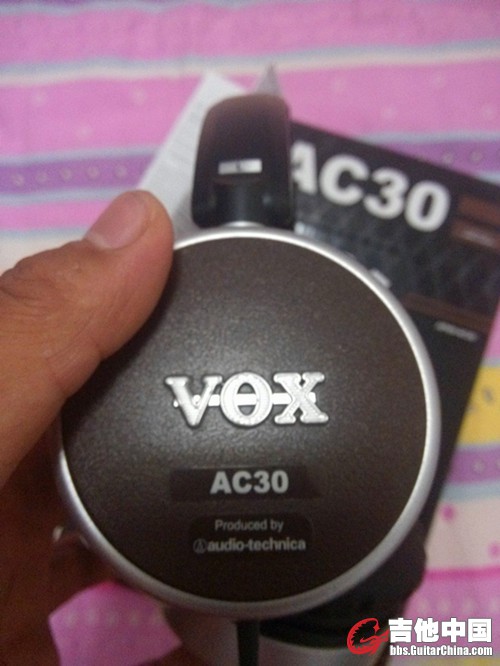 AC30
VOX
AC30
Produced by
audio-technica
吉他中国
bbs.GuitarChina.com